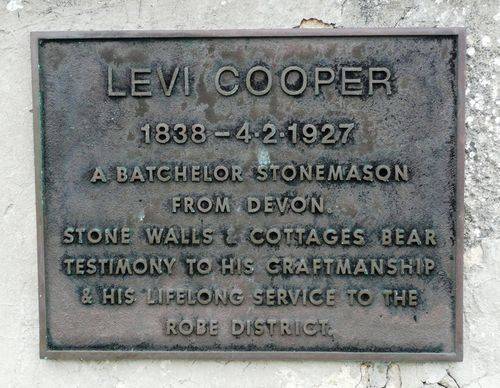 LEVI COOPER
1838 - 4·2·1927
A BATCHELOR STONEMASON
FROM DEVON.
STONE WALLS & COTTAGES BEAR
TESTIMONY TO HIS CRAFTMANSHIP
& HIS LIFELONG SERVICE TO THE
ROBE DISTRICT.